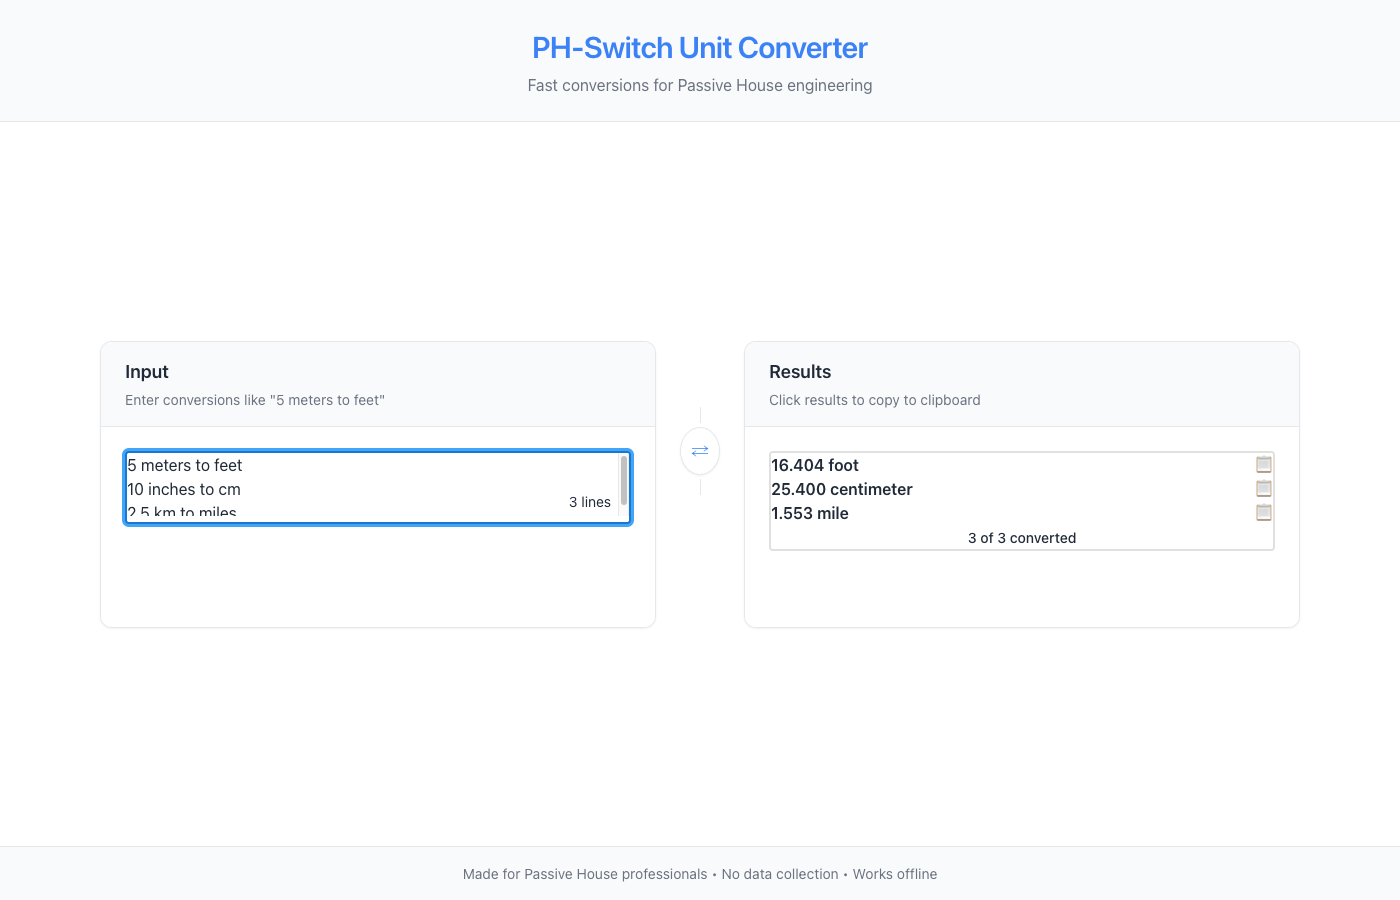 PH-Switch Unit Converter
Fast conversions for Passive House engineering
Input
Enter conversions like "5 meters to feet"
5 meters to feet
10 inches to cm
2.5 km to miles
3 lines
Results
Click results to copy to clipboard
16.404 foot
25.400 centimeter
1.553 mile
3 of 3 converted
Made for Passive House professionals • No data collection • Works offline